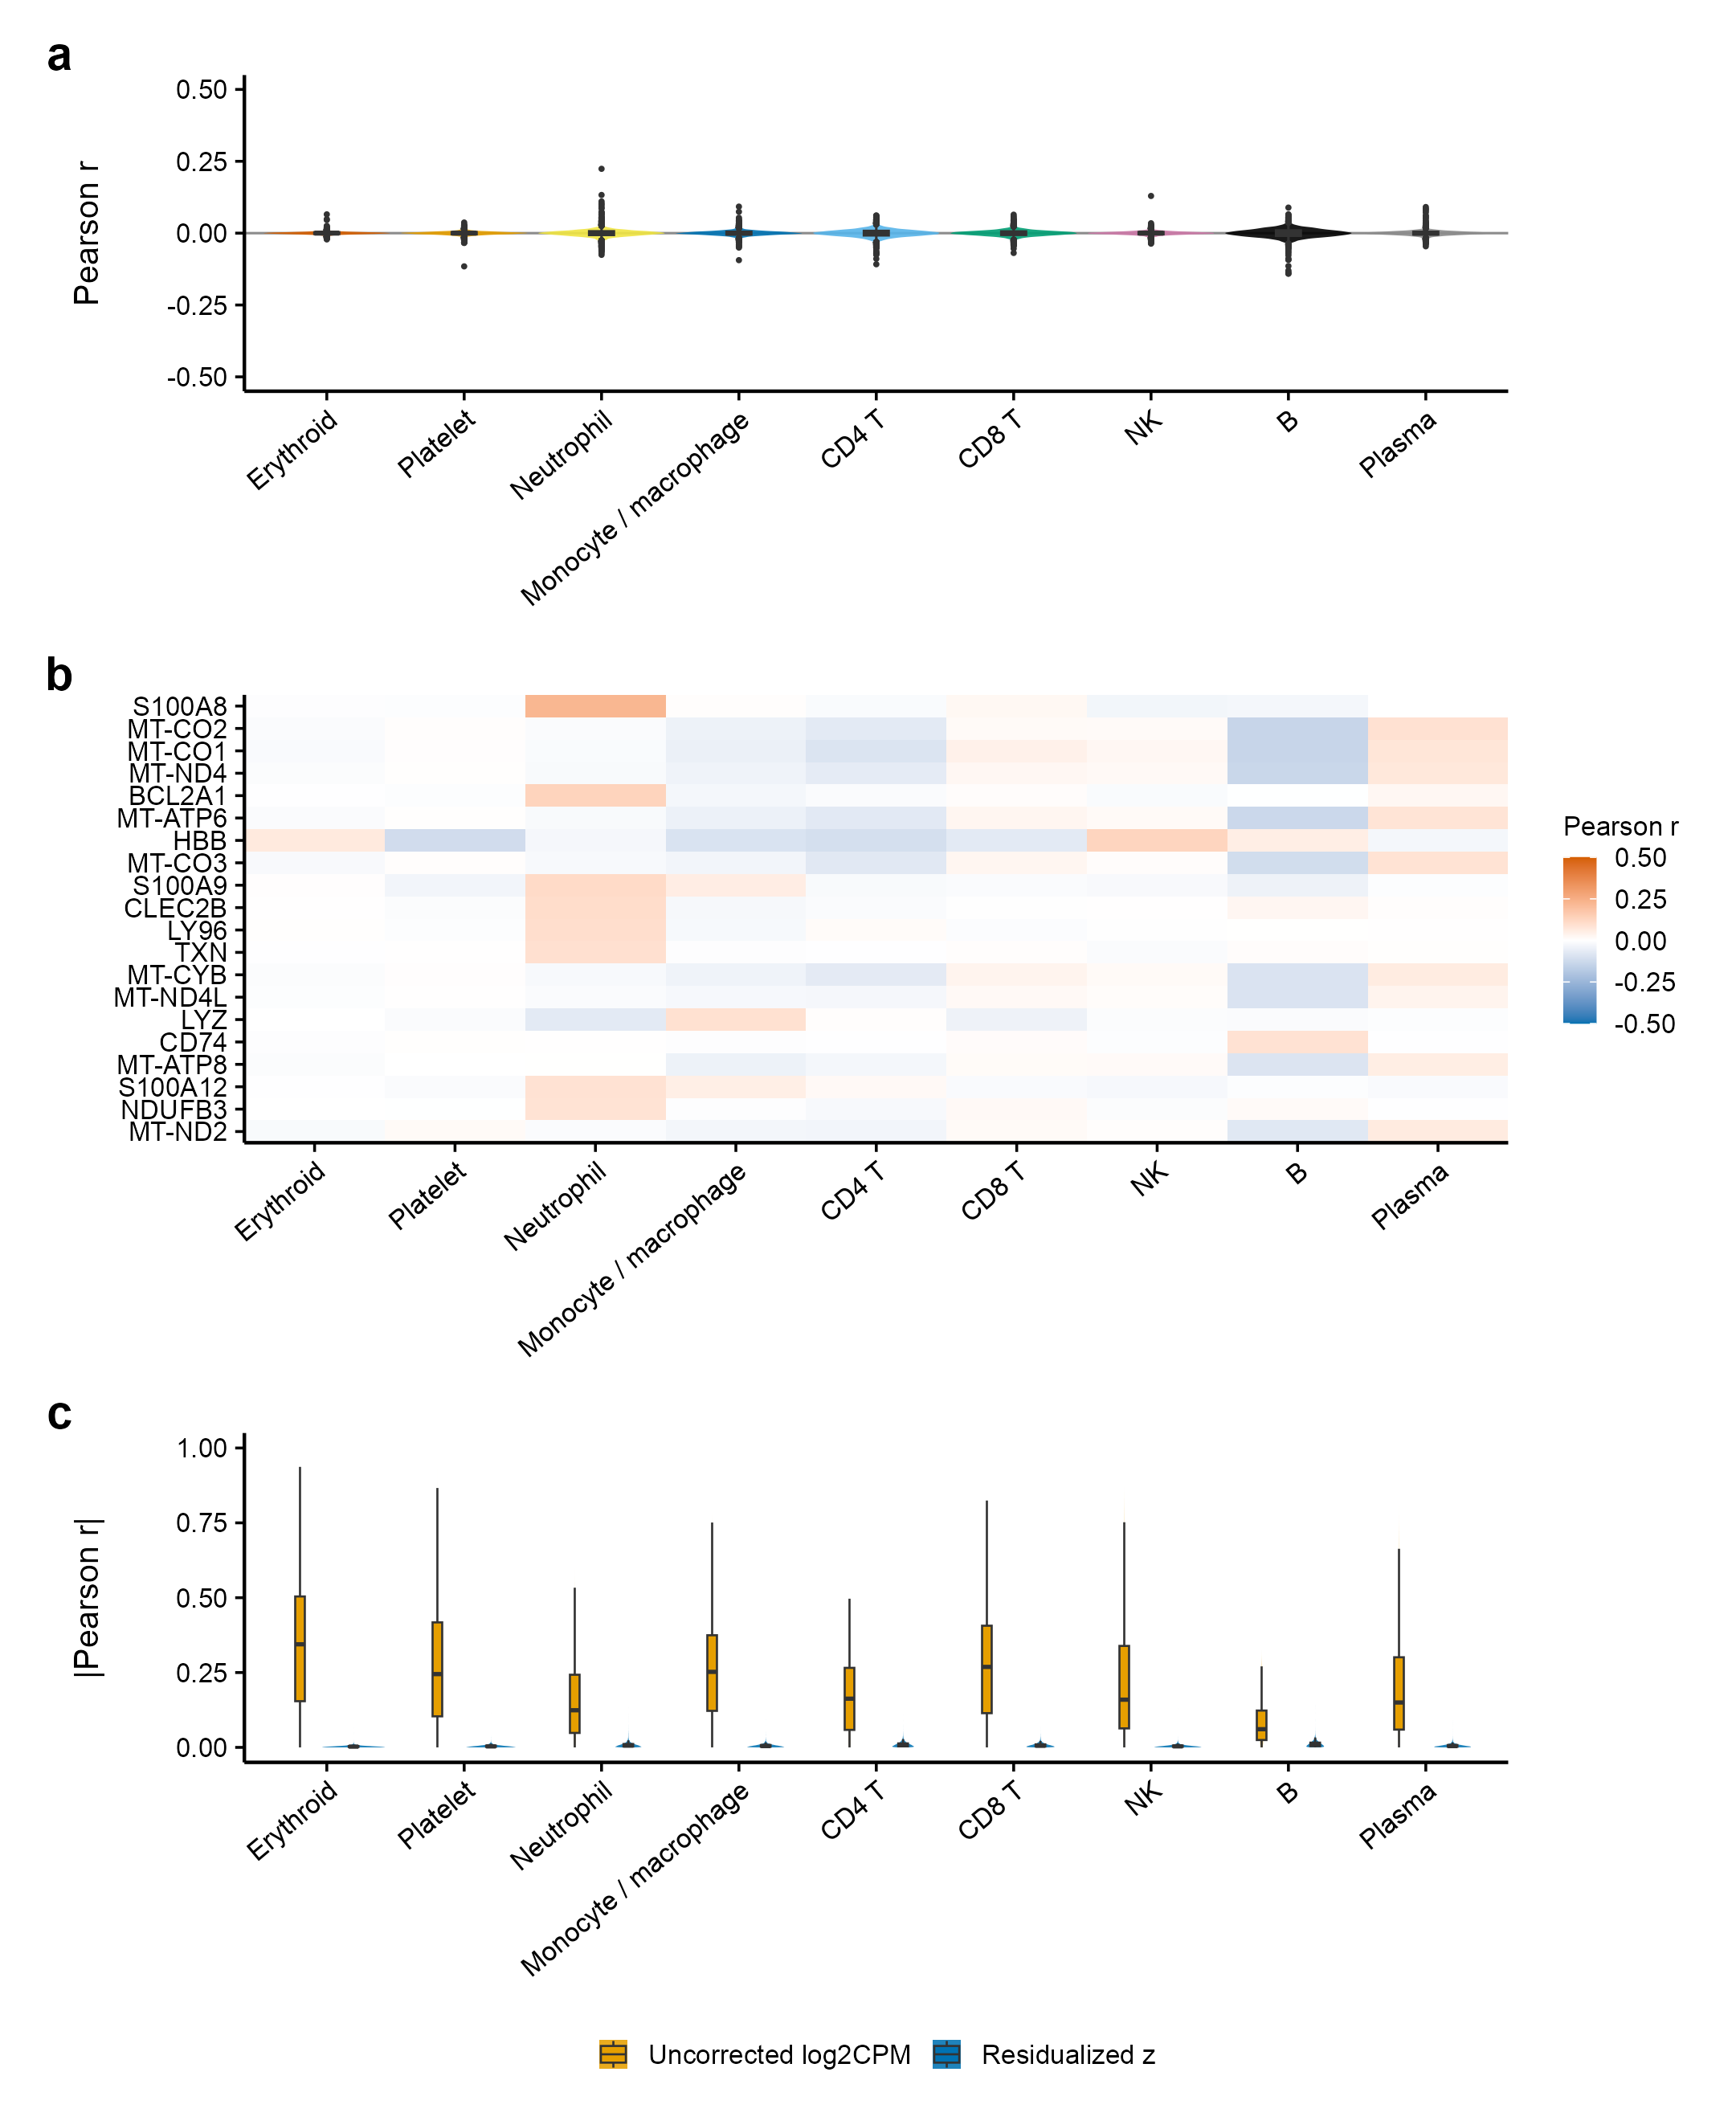 a
Pearson r
0.50
0.25
0.00
-0.25
-0.50
Erythroid
Platelet
Neutrophil
Monocyte / macrophage
CD4 T
CD8 T
NK
B
Plasma
b
S100A8
MT-CO2
MT-CO1
MT-ND4
BCL2A1
MT-ATP6
HBB
MT-CO3
S100A9
CLEC2B
LY96
TXN
MT-CYB
MT-ND4L
LYZ
CD74
MT-ATP8
S100A12
NDUFB3
MT-ND2
Erythroid
Platelet
Neutrophil
Monocyte / macrophage
CD4 T
CD8 T
NK
B
Plasma
Pearson r
0.50
0.25
0.00
-0.25
-0.50
c
|Pearson r|
1.00
0.75
0.50
0.25
0.00
Erythroid
Platelet
Neutrophil
Monocyte / macrophage
CD4 T
CD8 T
NK
B
Plasma
Uncorrected log2CPM
Residualized z